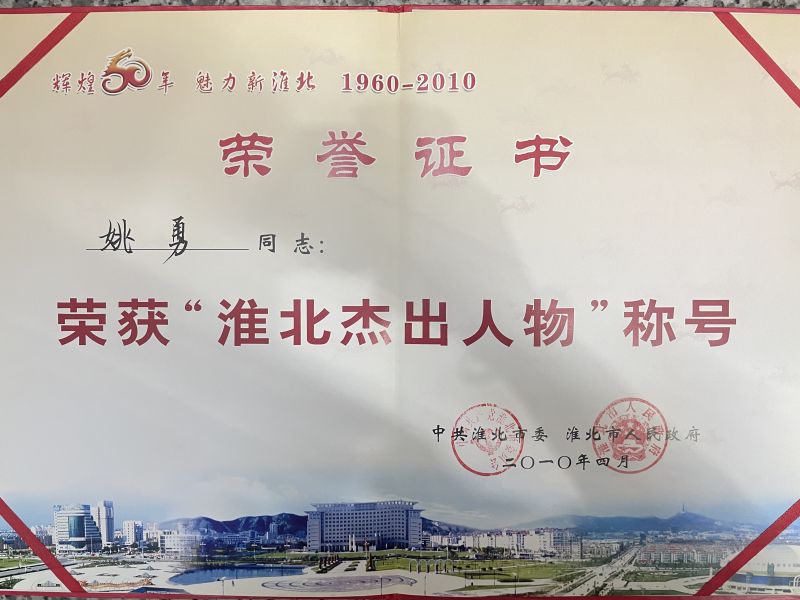 辉煌50年 魅力新淮北 1960-2010
荣誉证书
姚勇 同志:
荣获“淮北杰出人物”称号
中共淮北市委 淮北市人民政府
二〇一〇年四月